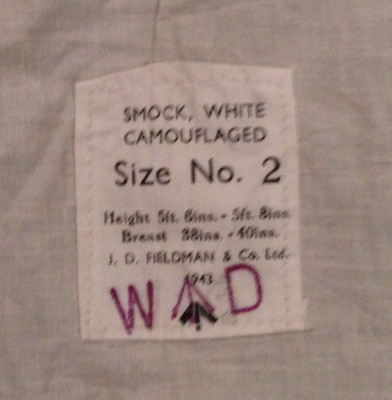 SMOCK, WHITE
CAMOUFLAGED
Size No. 2
Height 5ft. 6ins. - 5ft. 8ins.
Breast 38ins. - 40ins.
J. D. FIELDMAN & Co. Ltd.
1943
W D